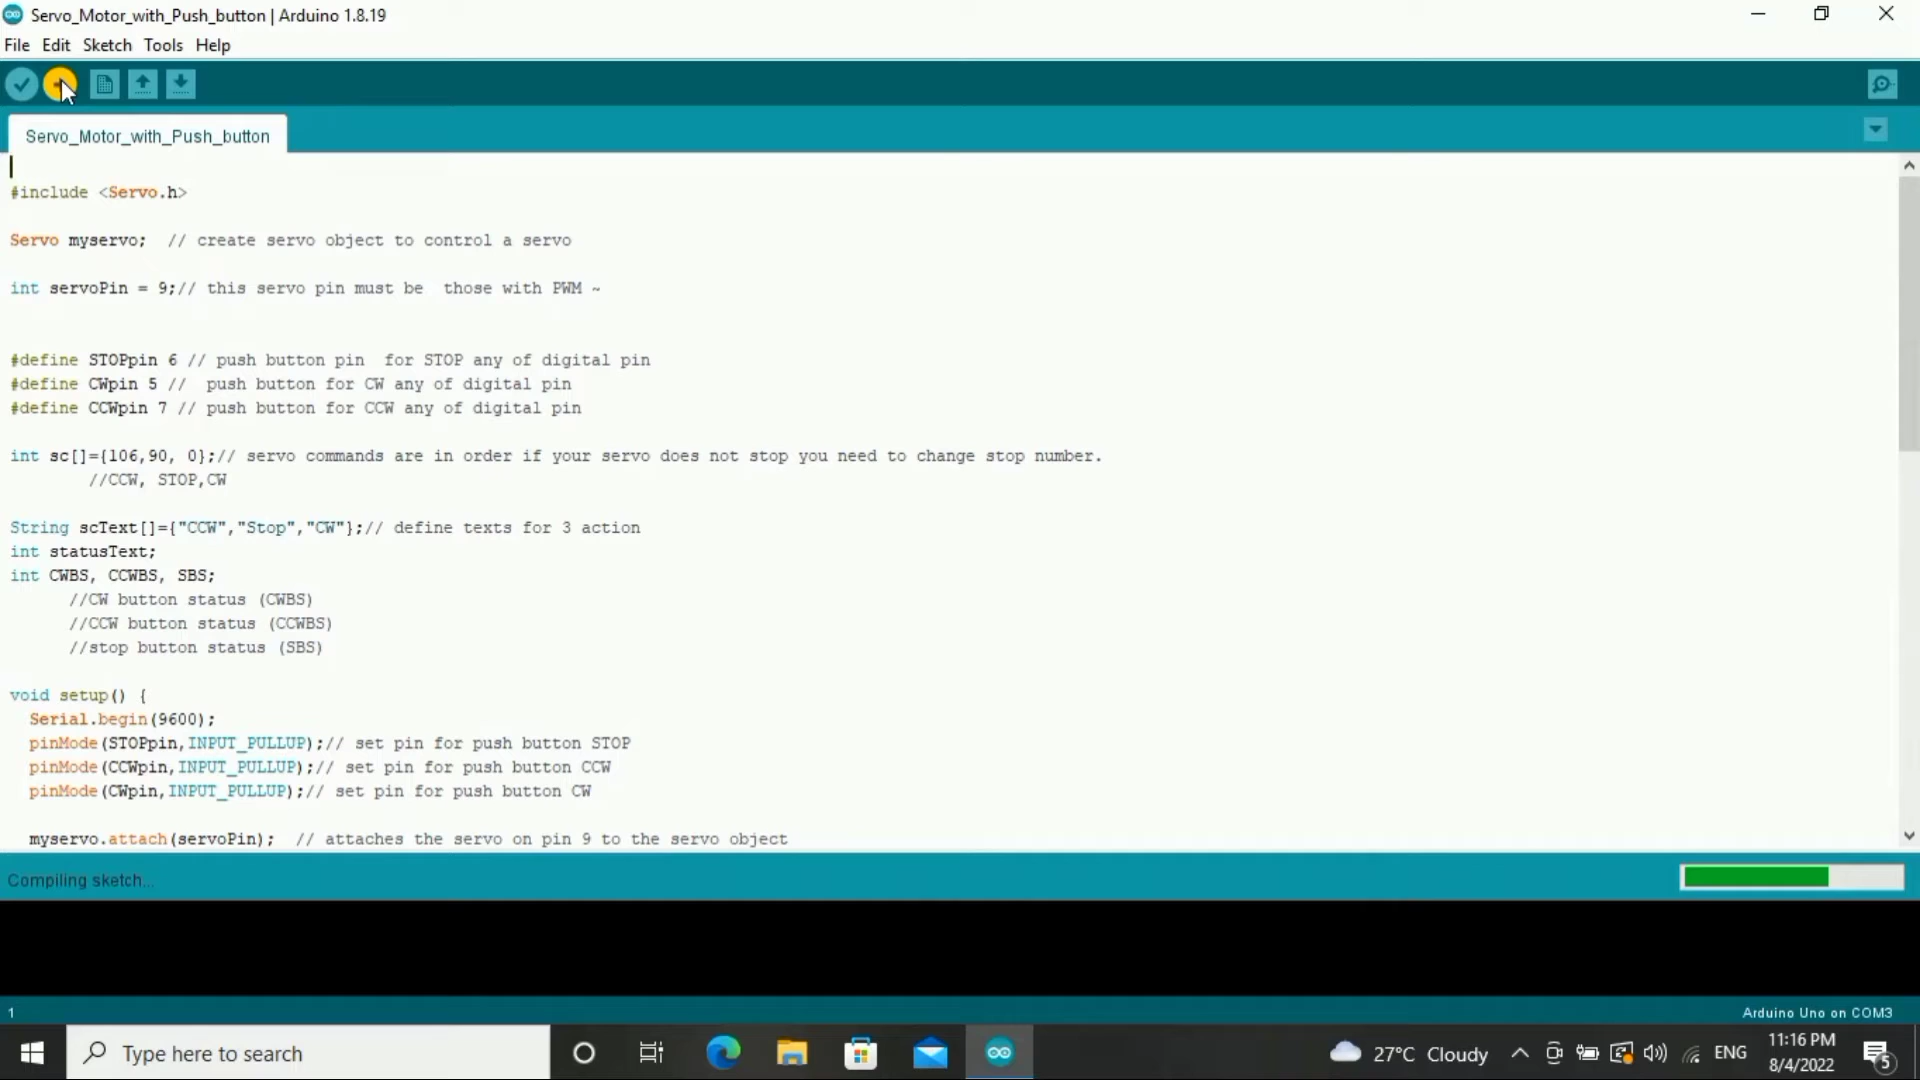 Servo_Motor_with_Push_button | Arduino 1.8.19
File Edit Sketch Tools Help
Servo_Motor_with_Push_button
#include <Servo.h>
Servo myservo;  // create servo object to control a servo
int servoPin = 9;// this servo pin must be  those with PWM ~
#define STOPpin 6 // push button pin  for STOP any of digital pin
#define CWpin 5 //  push button for CW any of digital pin
#define CCWpin 7 // push button for CCW any of digital pin
int sc[]={106,90, 0};// servo commands are in order if your servo does not stop you need to change stop number.
//CCW, STOP,CW
String scText[]={"CCW","Stop","CW"};// define texts for 3 action
int statusText;
int CWBS, CCWBS, SBS;
//CW button status (CWBS)
//CCW button status (CCWBS)
//stop button status (SBS)
void setup() {
Serial.begin(9600);
pinMode(STOPpin,INPUT_PULLUP);// set pin for push button STOP
pinMode(CCWpin,INPUT_PULLUP);// set pin for push button CCW
pinMode(CWpin,INPUT_PULLUP);// set pin for push button CW
myservo.attach(servoPin);  // attaches the servo on pin 9 to the servo object
Compiling sketch...
1
Arduino Uno on COM3
Type here to search
27°C Cloudy
ENG
11:16 PM
8/4/2022
5